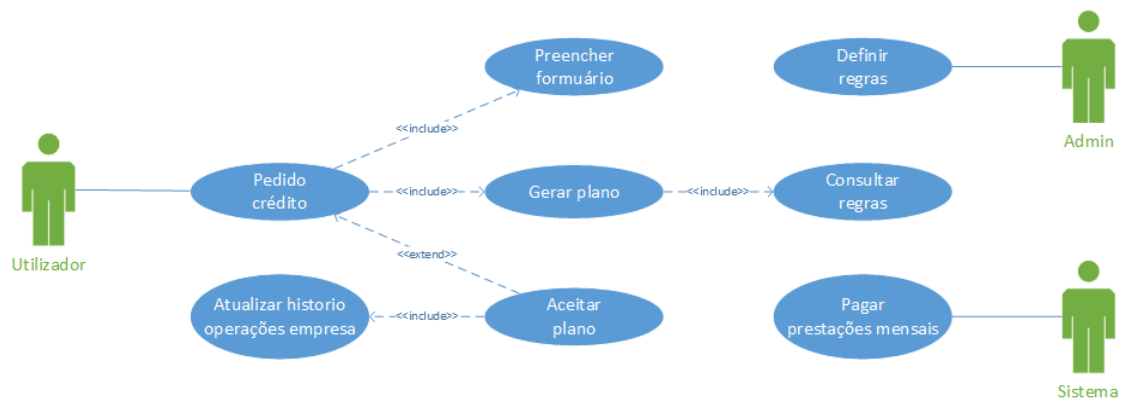 Preencher
formuário
Definir
regras
<<include>>
Admin
Pedido
crédito
<<include>>
Gerar plano
<<include>>
Consultar
regras
Utilizador
<<extend>>
Atualizar historio
operações empresa
<<include>>
Aceitar
plano
Pagar
prestações mensais
Sistema